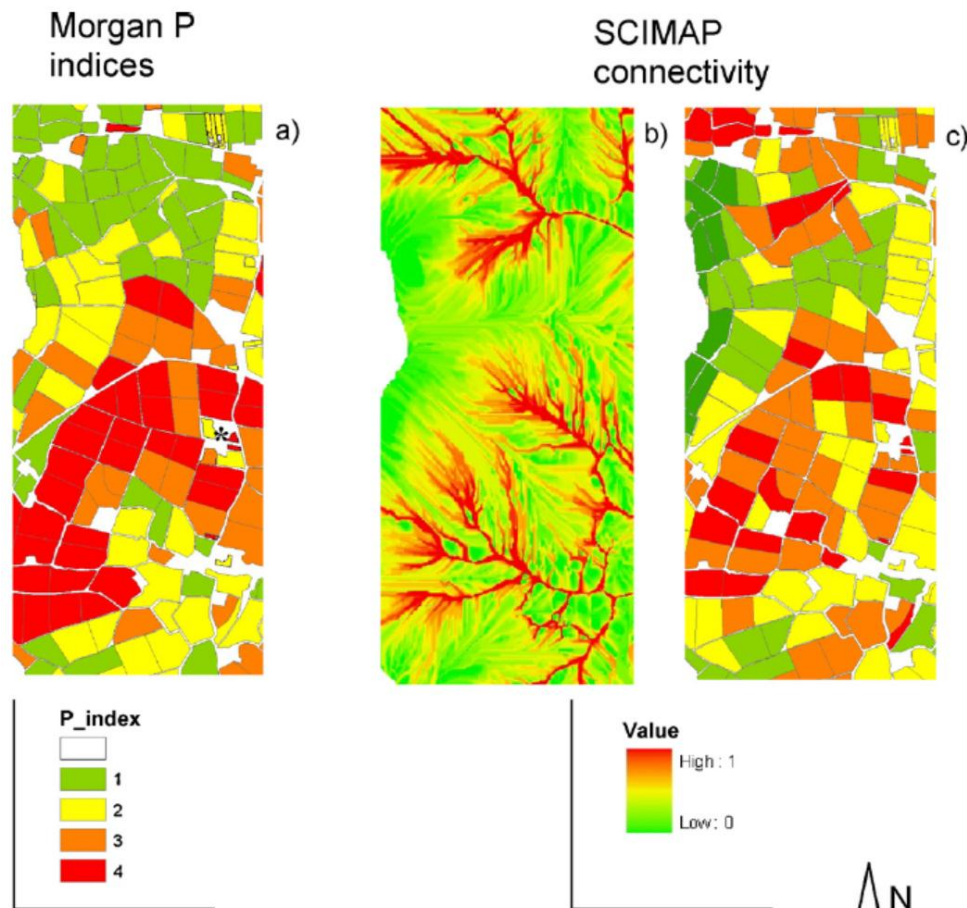 Morgan P
indices
SCIMAP
connectivity
a)
b)
c)
P_index
1
2
3
4
Value
High : 1
Low : 0
N